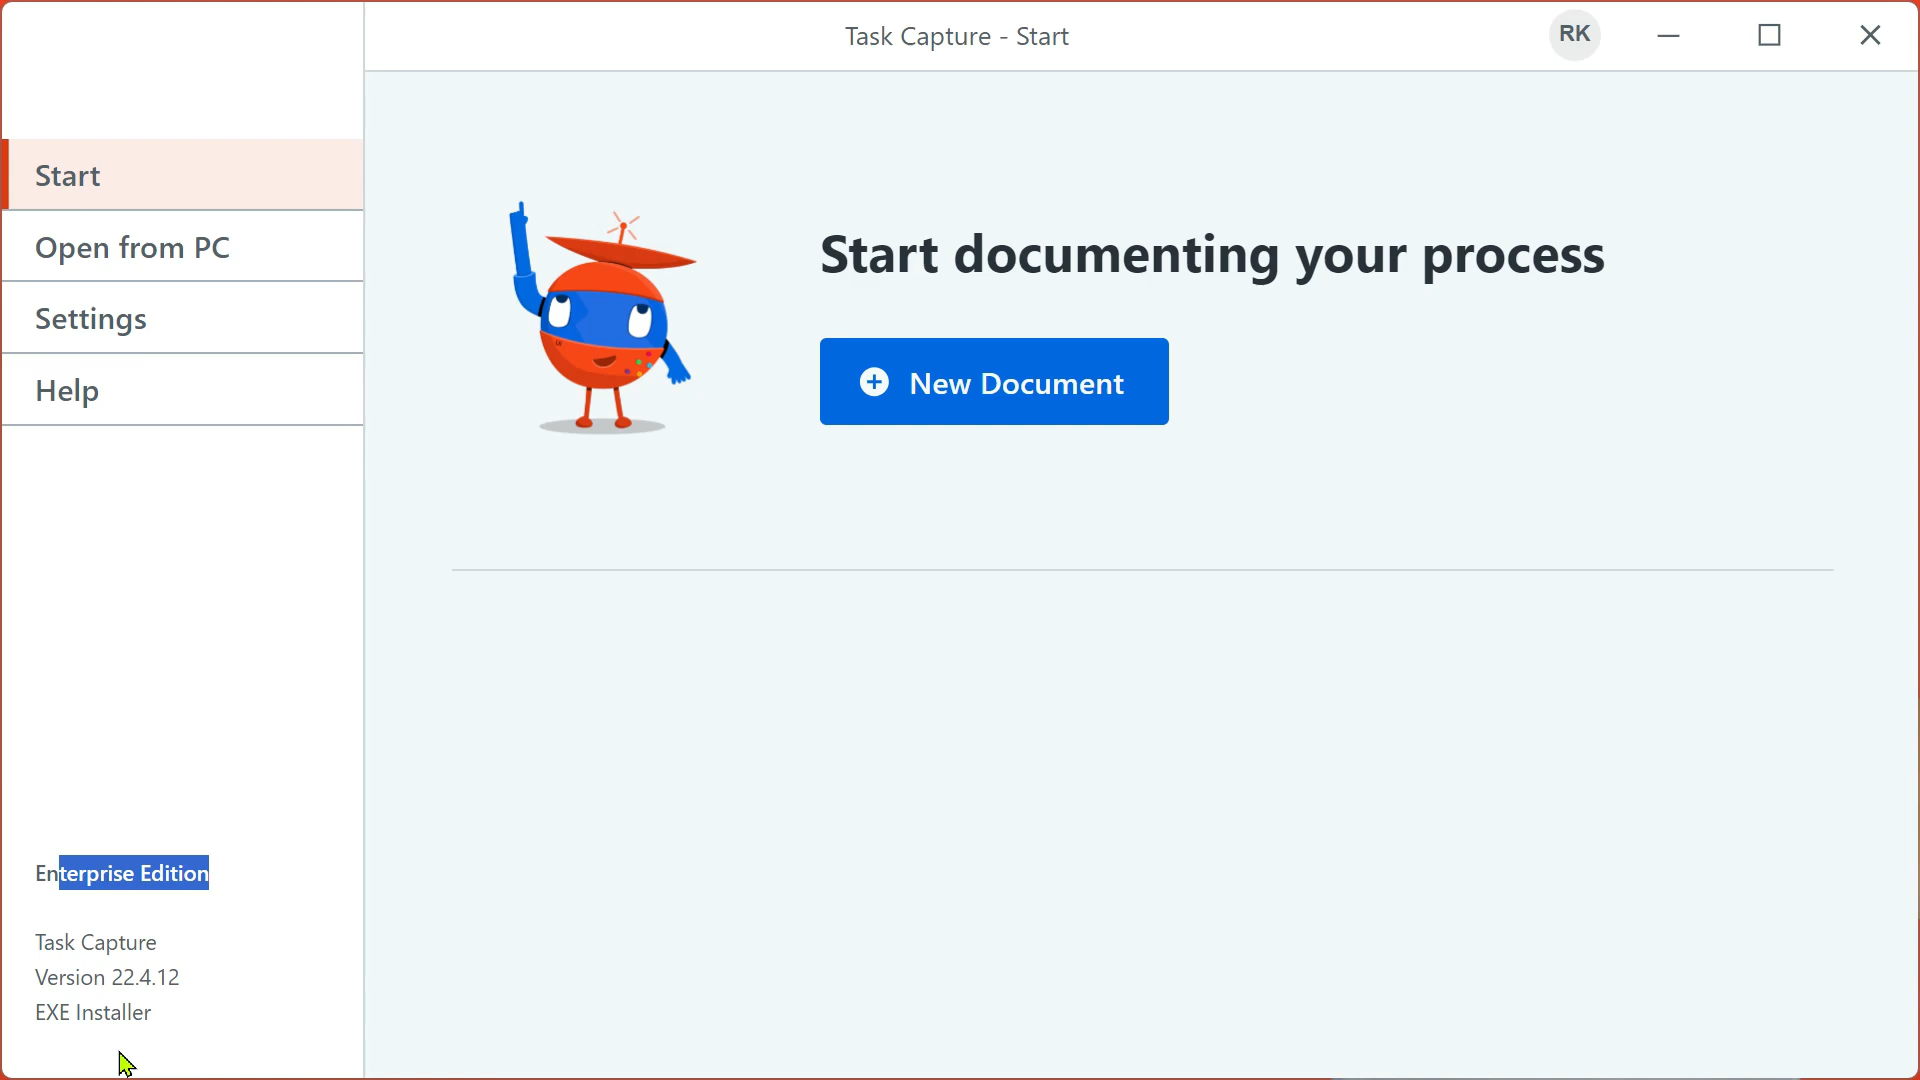 Task Capture - Start
RK
Start
Open from PC
Settings
Help
Start documenting your process
New Document
Enterprise Edition
Task Capture
Version 22.4.12
EXE Installer